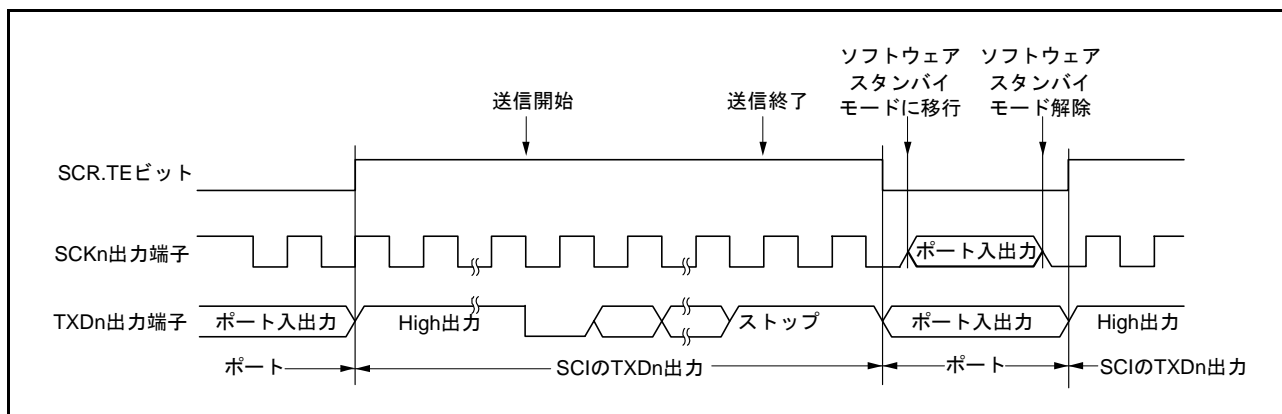 ソフトウェア
スタンバイ
モードに移行
ソフトウェア
スタンバイ
モード解除
送信開始
送信終了
SCR.TEビット
SCKn出力端子
ポート入出力
TXDn出力端子
ポート入出力
High出力
ストップ
ポート入出力
High出力
ポート
SCIのTXDn出力
ポート
SCIのTXDn出力